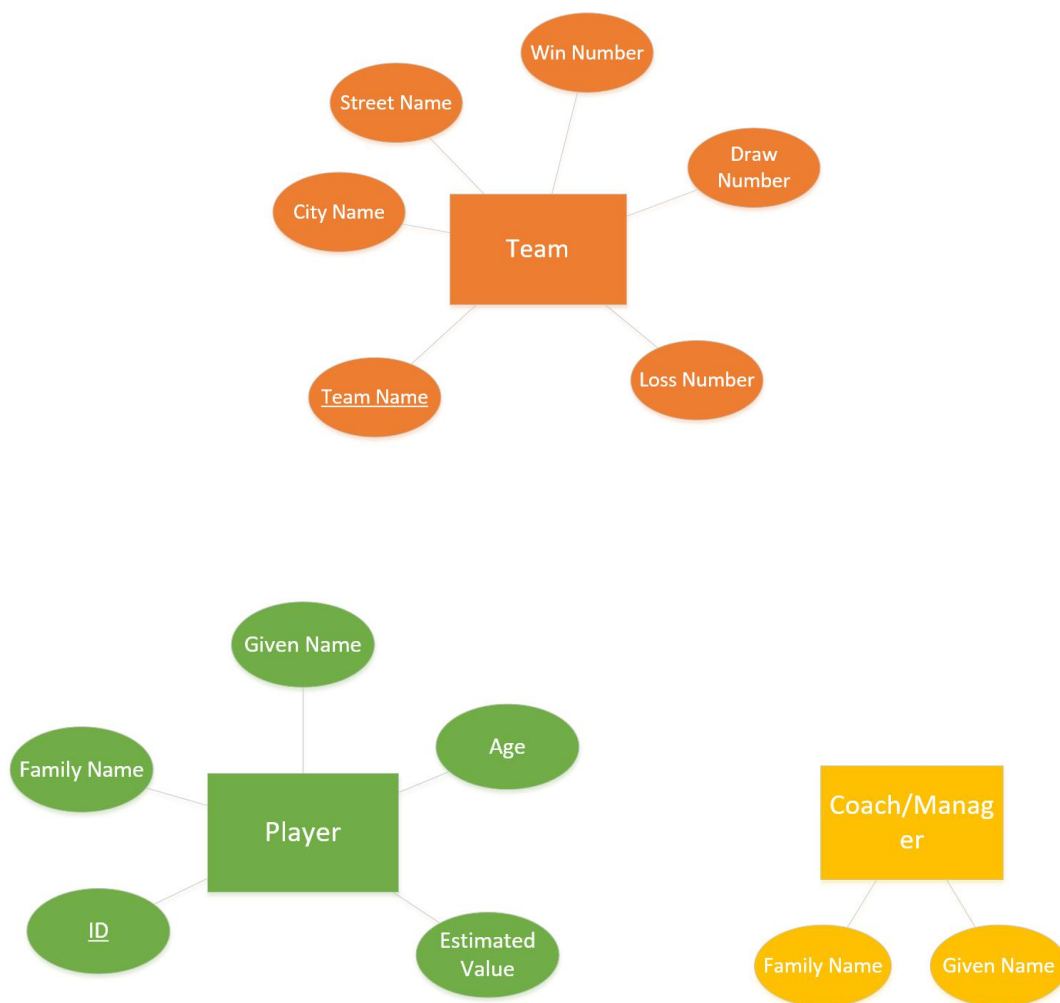 Win Number
Street Name
Draw
Number
City Name
Team
Loss Number
Team Name
Given Name
Age
Family Name
Player
Coach/Manag
er
ID
Estimated
Value
Family Name
Given Name